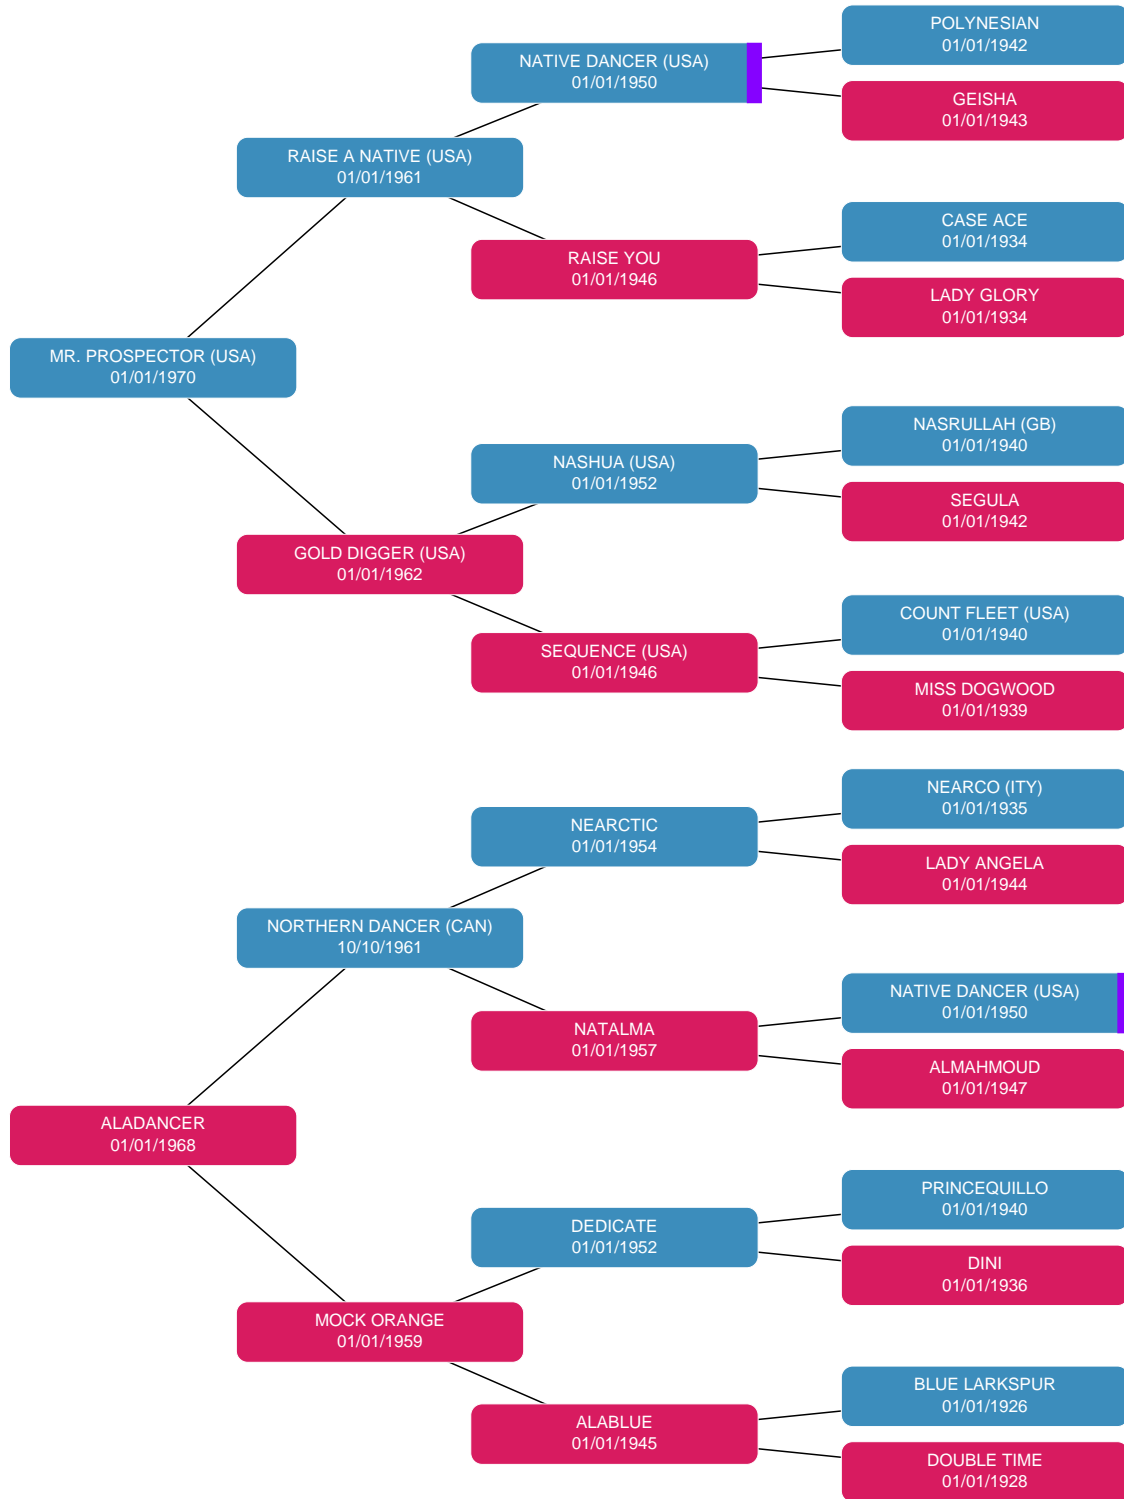 POLYNESIAN
01/01/1942
NATIVE DANCER (USA)
01/01/1950
GEISHA
01/01/1943
RAISE A NATIVE (USA)
01/01/1961
CASE ACE
01/01/1934
RAISE YOU
01/01/1946
LADY GLORY
01/01/1934
MR. PROSPECTOR (USA)
01/01/1970
NASRULLAH (GB)
01/01/1940
NASHUA (USA)
01/01/1952
SEGULA
01/01/1942
GOLD DIGGER (USA)
01/01/1962
COUNT FLEET (USA)
01/01/1940
SEQUENCE (USA)
01/01/1946
MISS DOGWOOD
01/01/1939
NEARCO (ITY)
01/01/1935
NEARCTIC
01/01/1954
LADY ANGELA
01/01/1944
NORTHERN DANCER (CAN)
10/10/1961
NATIVE DANCER (USA)
01/01/1950
NATALMA
01/01/1957
ALMAHMOUD
01/01/1947
ALADANCER
01/01/1968
PRINCEQUILLO
01/01/1940
DEDICATE
01/01/1952
DINI
01/01/1936
MOCK ORANGE
01/01/1959
BLUE LARKSPUR
01/01/1926
ALABLUE
01/01/1945
DOUBLE TIME
01/01/1928